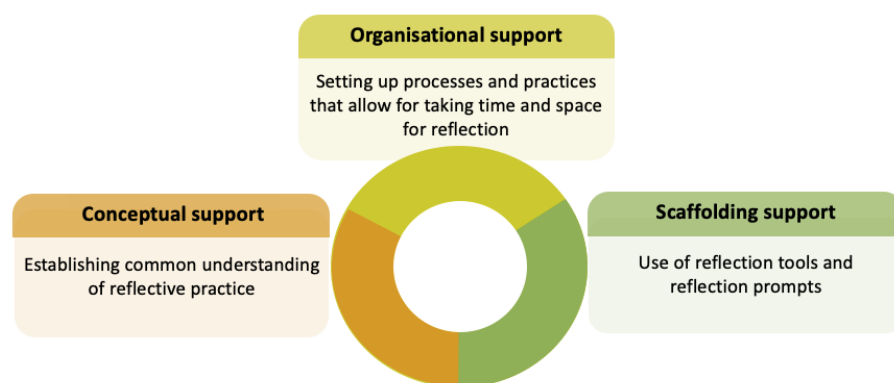 Organisational support
Setting up processes and practices
that allow for taking time and space
for reflection
Conceptual support
Establishing common understanding
of reflective practice
Scaffolding support
Use of reflection tools and
reflection prompts